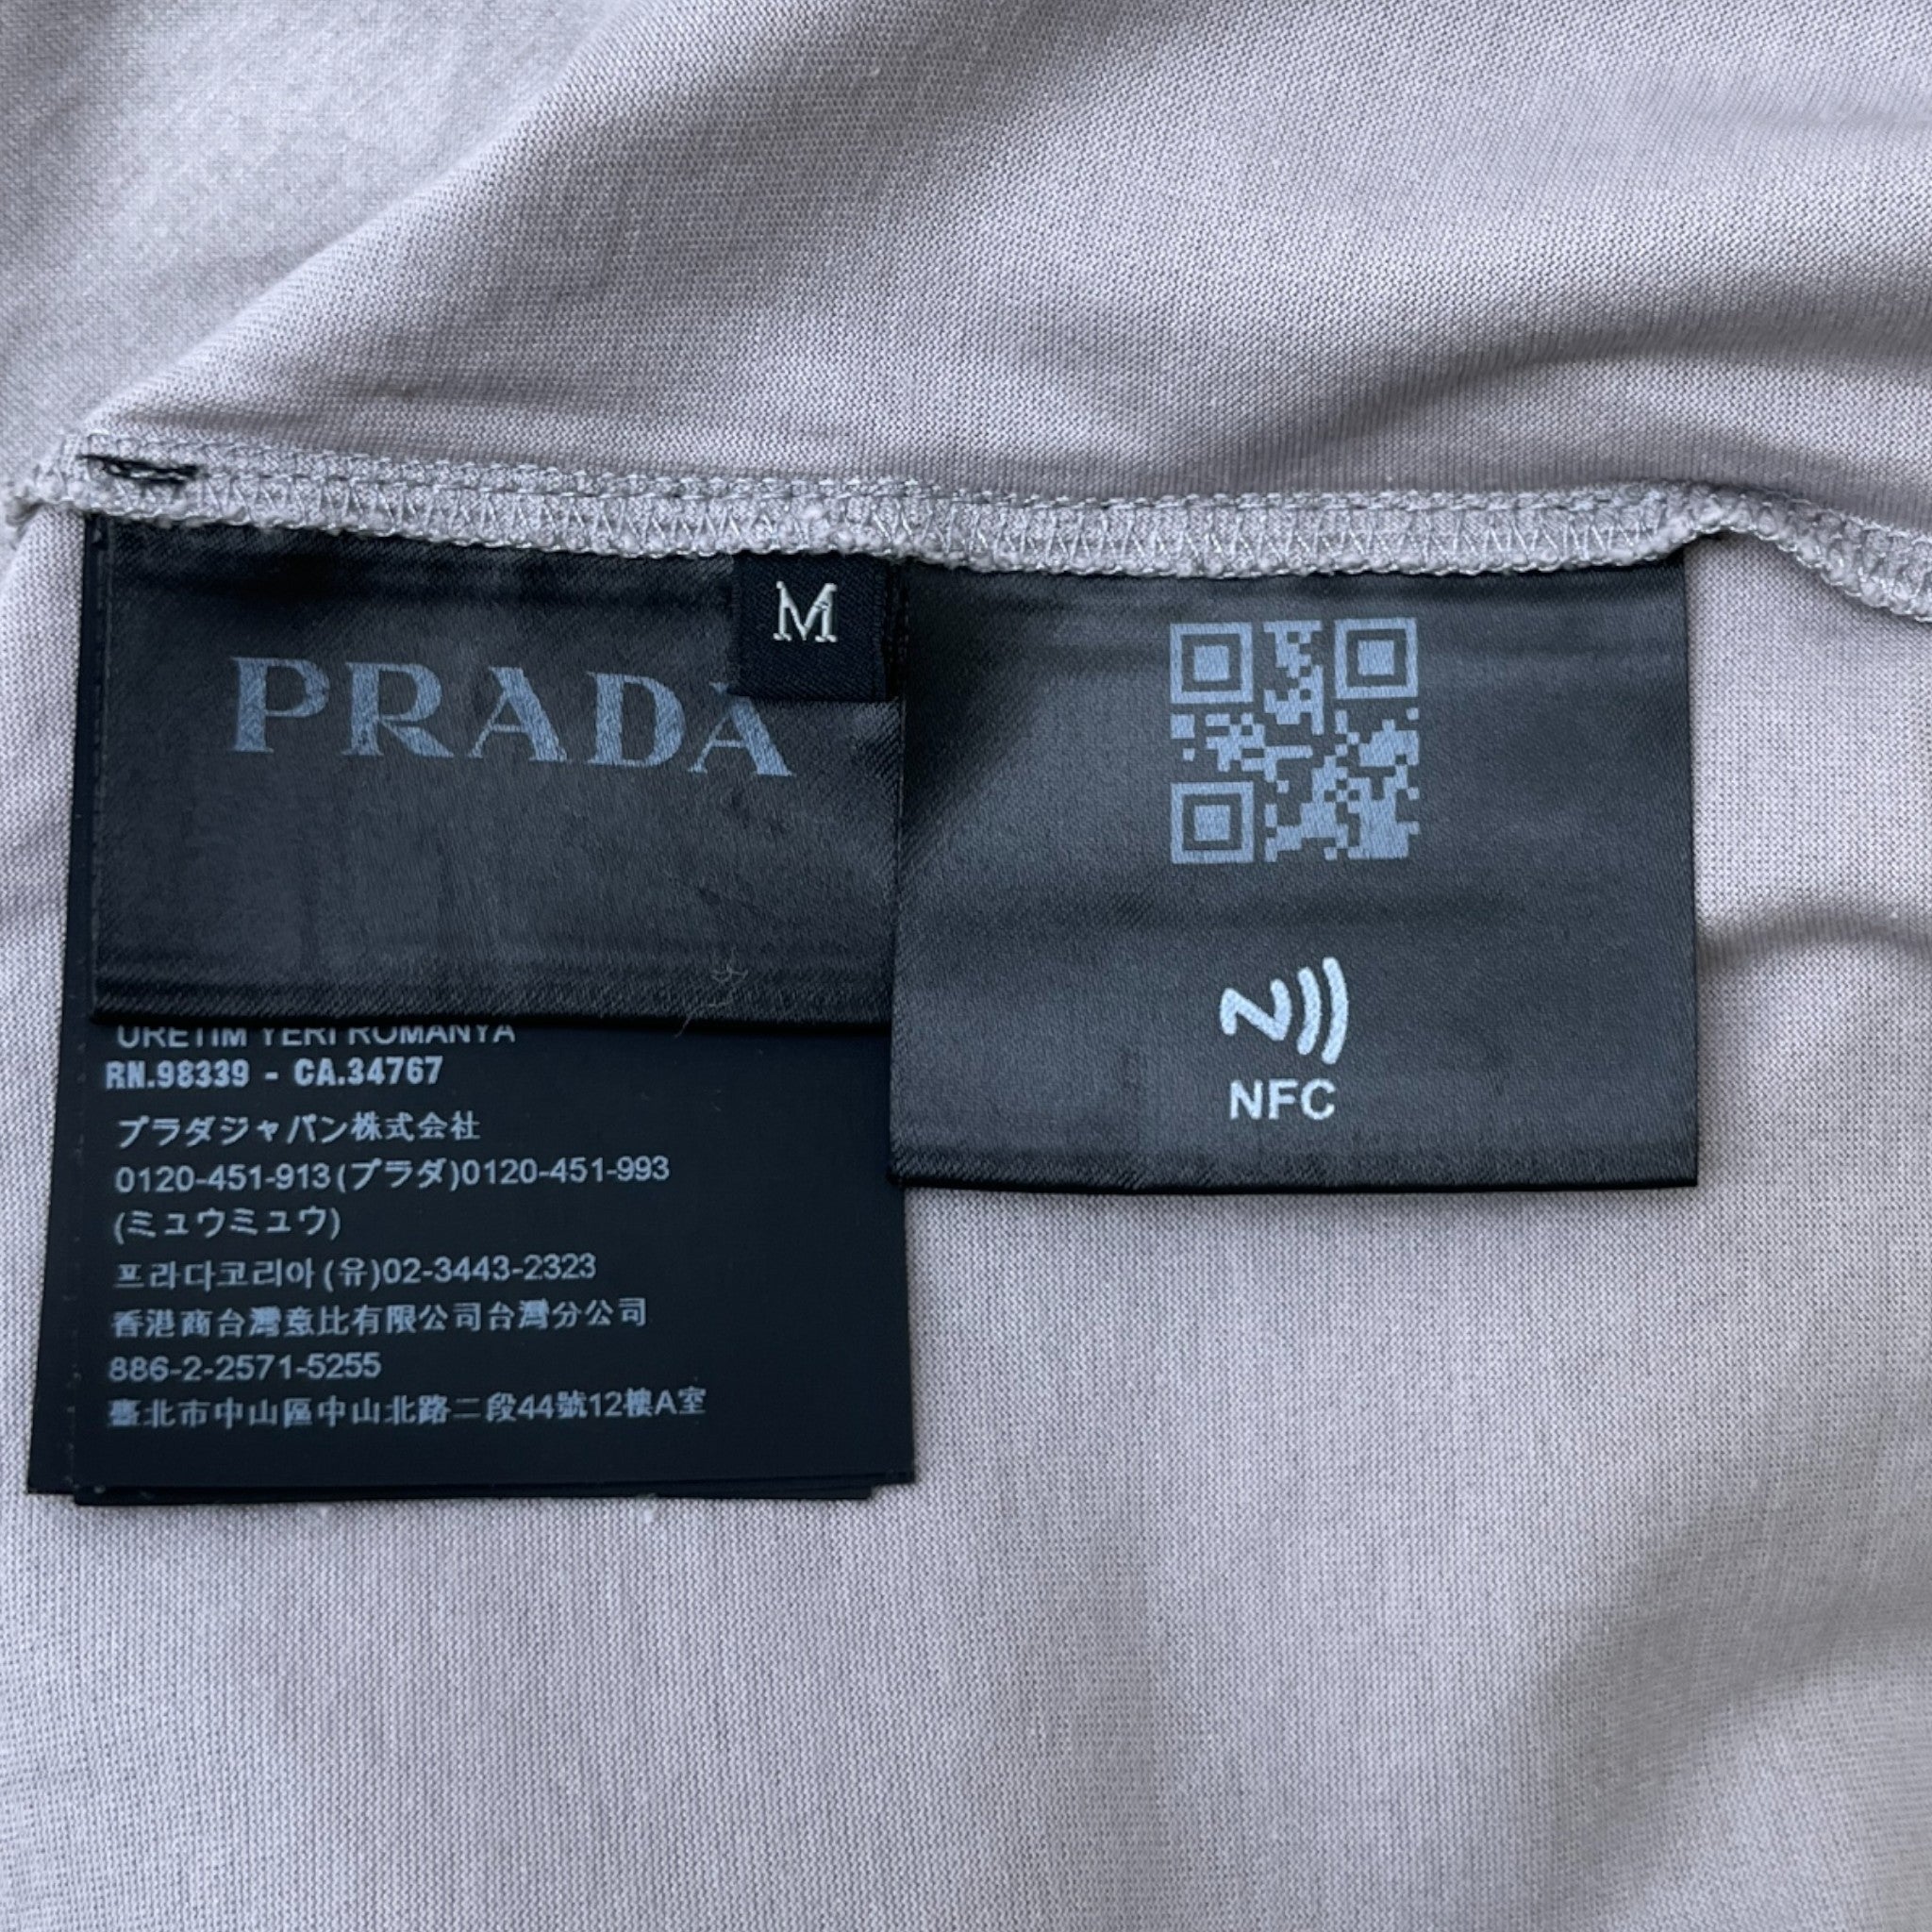 PRADA
M
NFC
ÜRETİM YERİ ROMANYA
RN.98339 - CA.34767
プラダジャパン株式会社
0120-451-913(プラダ)0120-451-993
(ミュウミュウ)
프라다코리아(유)02-3443-2323
香港商台灣意比有限公司台灣分公司
886-2-2571-5255
臺北市中山區中山北路二段44號12樓A室